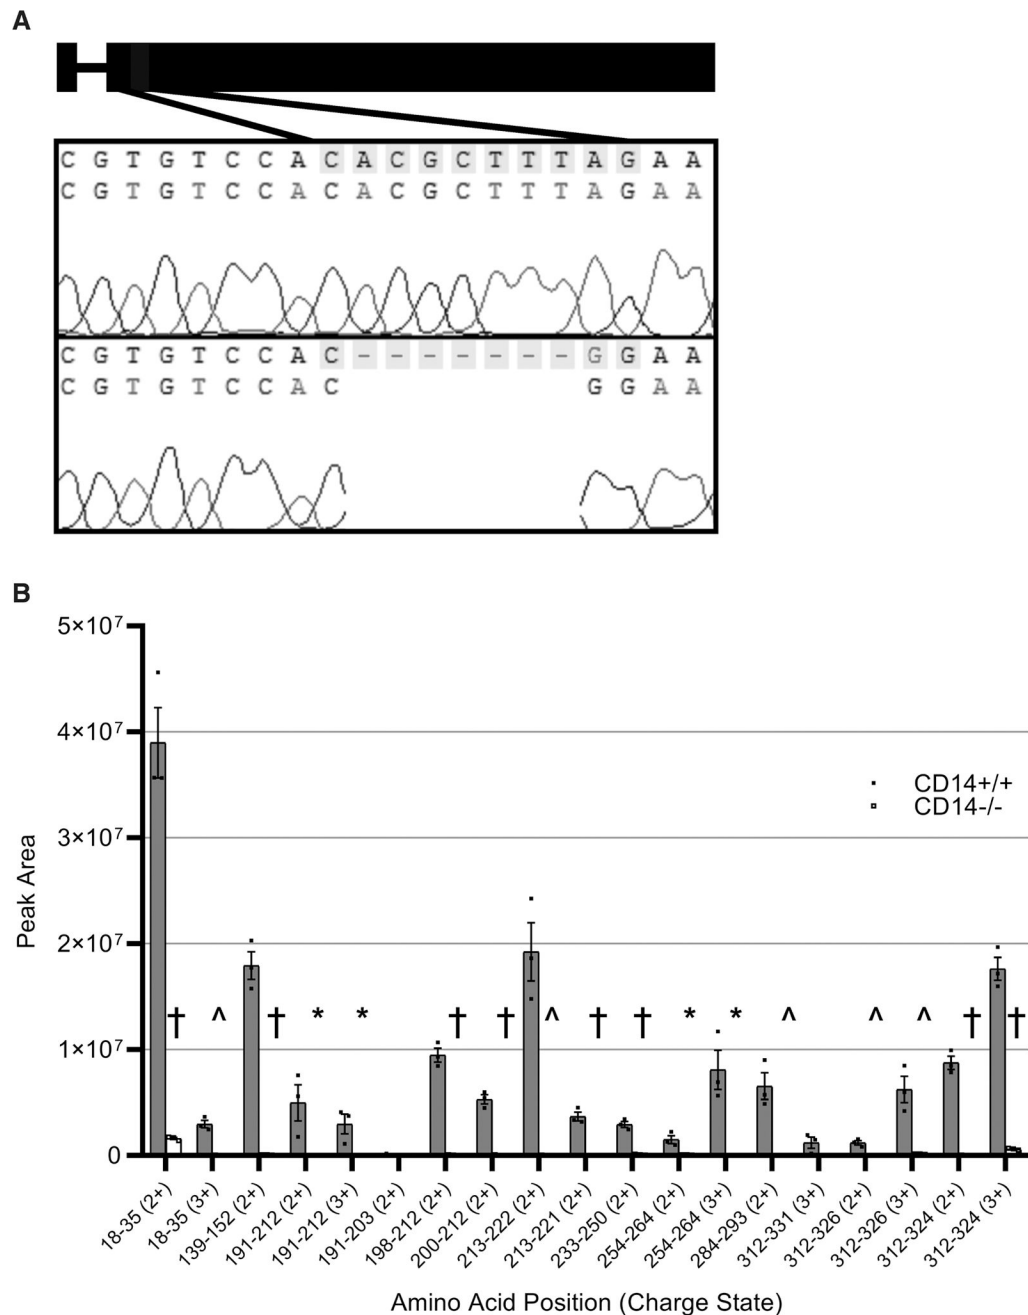 A
C G T G T C C A C A C G C T T T A G A A
C G T G T C C A C A C G C T T T A G A A
C G T G T C C A C - - - - - - - G G A A
C G T G T C C A C G G A A
B
5×10⁷
4×10⁷
3×10⁷
2×10⁷
1×10⁷
0
Peak Area
CD14+/+
CD14-/-
† ^ † * * † † ^ † † * * ^ ^ ^ † †
18-35 (2+)
18-35 (3+)
139-152 (2+)
191-212 (2+)
191-212 (3+)
191-203 (2+)
198-212 (2+)
200-212 (2+)
213-222 (2+)
213-221 (2+)
233-250 (2+)
254-264 (2+)
254-264 (3+)
284-293 (2+)
312-331 (3+)
312-326 (2+)
312-326 (3+)
312-324 (2+)
312-324 (3+)
Amino Acid Position (Charge State)